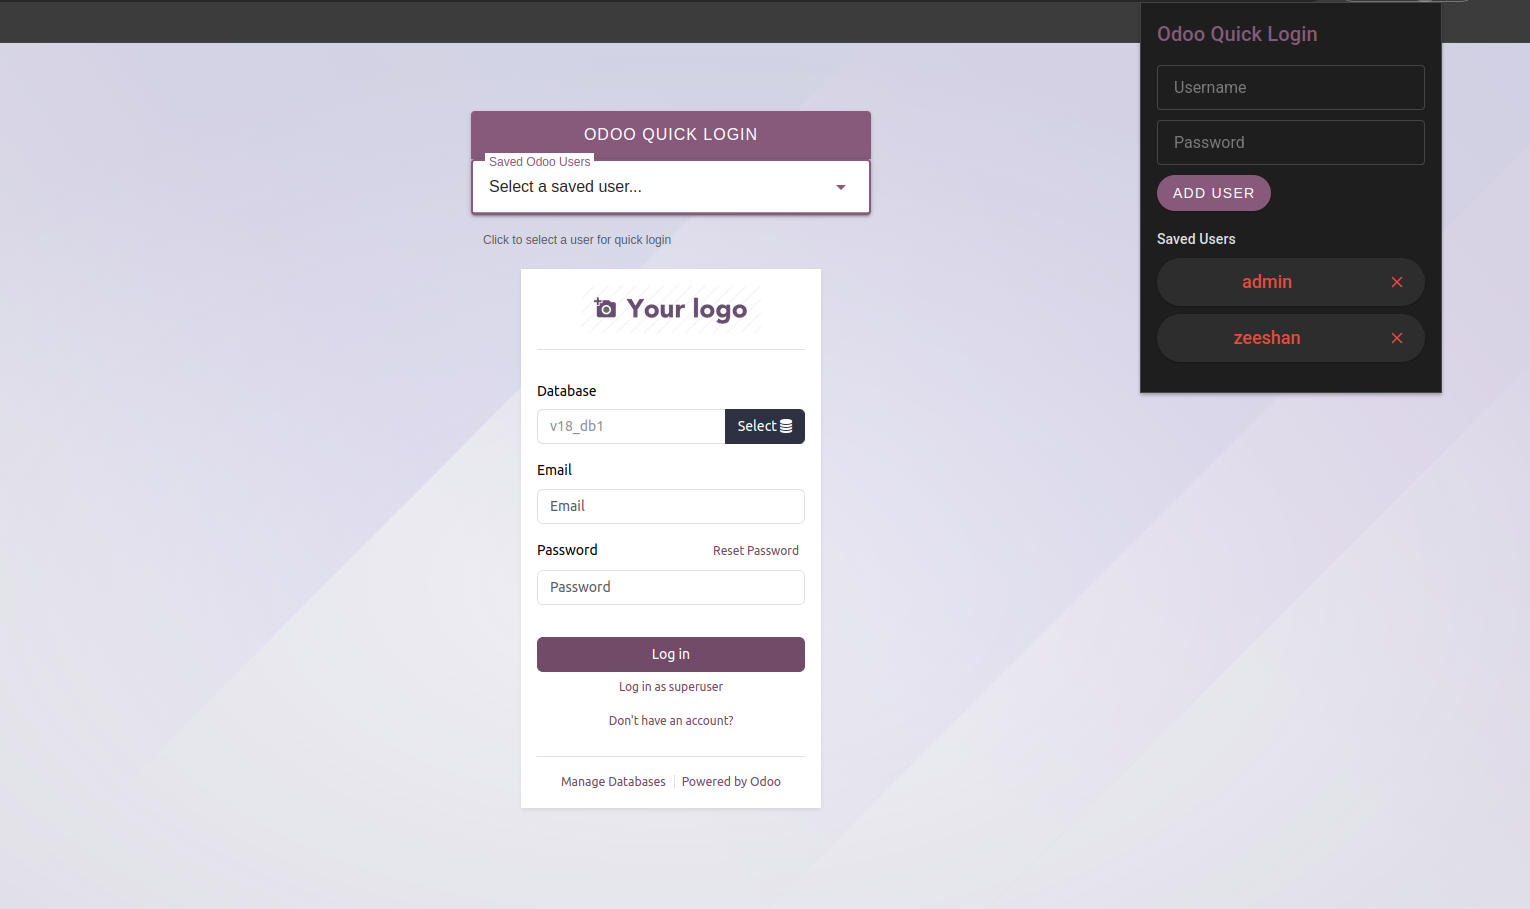 Odoo Quick Login
Username
Password
ADD USER
Saved Users
admin
zeeshan
ODOO QUICK LOGIN
Saved Odoo Users
Select a saved user...
Click to select a user for quick login
Your logo
Database
v18_db1 Select
Email
Email
Password Reset Password
Password
Log in
Log in as superuser
Don't have an account?
Manage Databases Powered by Odoo